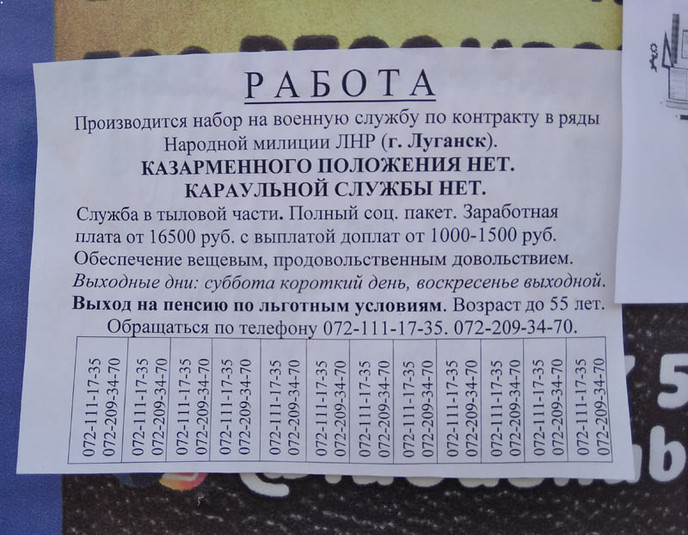 РАБОТА
Производится набор на военную службу по контракту в ряды
Народной милиции ЛНР (г. Луганск).
КАЗАРМЕННОГО ПОЛОЖЕНИЯ НЕТ.
КАРАУЛЬНОЙ СЛУЖБЫ НЕТ.
Служба в тыловой части. Полный соц. пакет. Заработная
плата от 16500 руб. с выплатой доплат от 1000-1500 руб.
Обеспечение вещевым, продовольственным довольствием.
Выходные дни: суббота короткий день, воскресенье выходной.
Выход на пенсию по льготным условиям. Возраст до 55 лет.
Обращаться по телефону 072-111-17-35. 072-209-34-70.
072-111-17-35
072-209-34-70
072-111-17-35
072-209-34-70
072-111-17-35
072-209-34-70
072-111-17-35
072-209-34-70
072-111-17-35
072-209-34-70
072-111-17-35
072-209-34-70
072-111-17-35
072-209-34-70
072-111-17-35
072-209-34-70
072-111-17-35
072-209-34-70
072-111-17-35
072-209-34-70
072-111-17-35
072-209-34-70